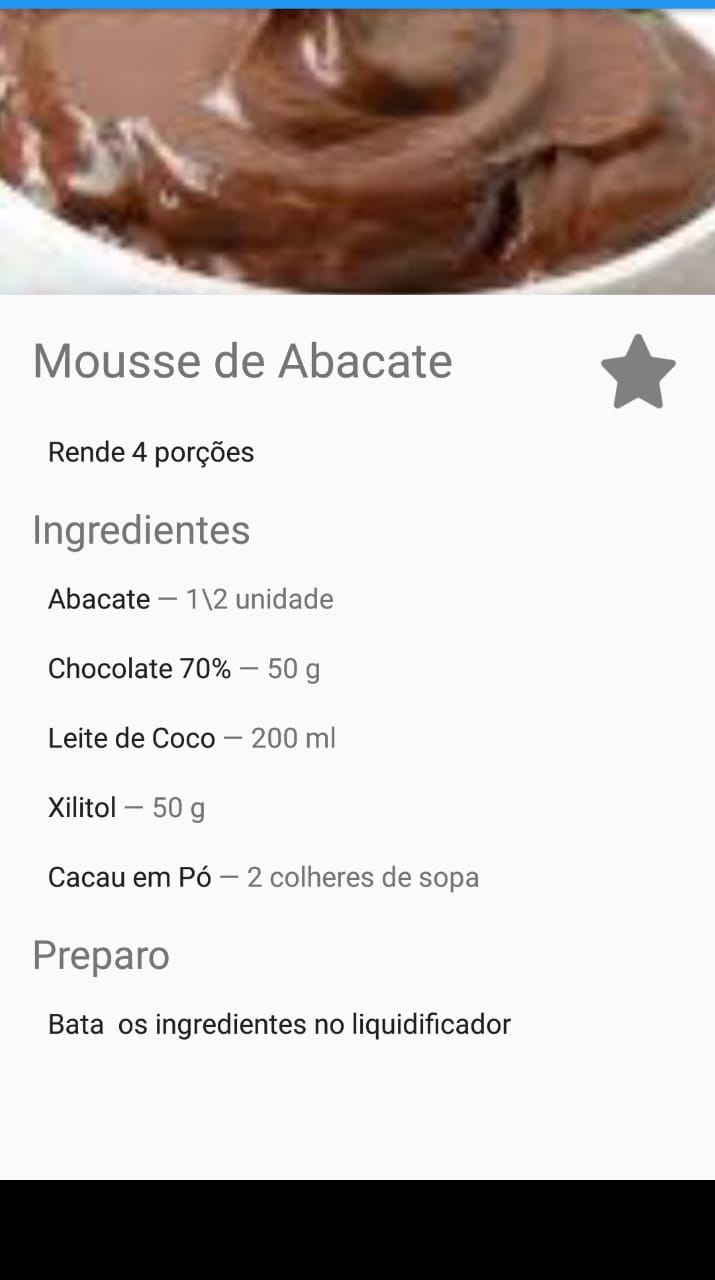 Mousse de Abacate
Rende 4 porções
Ingredientes
Abacate — 1\2 unidade
Chocolate 70% — 50 g
Leite de Coco — 200 ml
Xilitol — 50 g
Cacau em Pó — 2 colheres de sopa
Preparo
Bata  os ingredientes no liquidificador